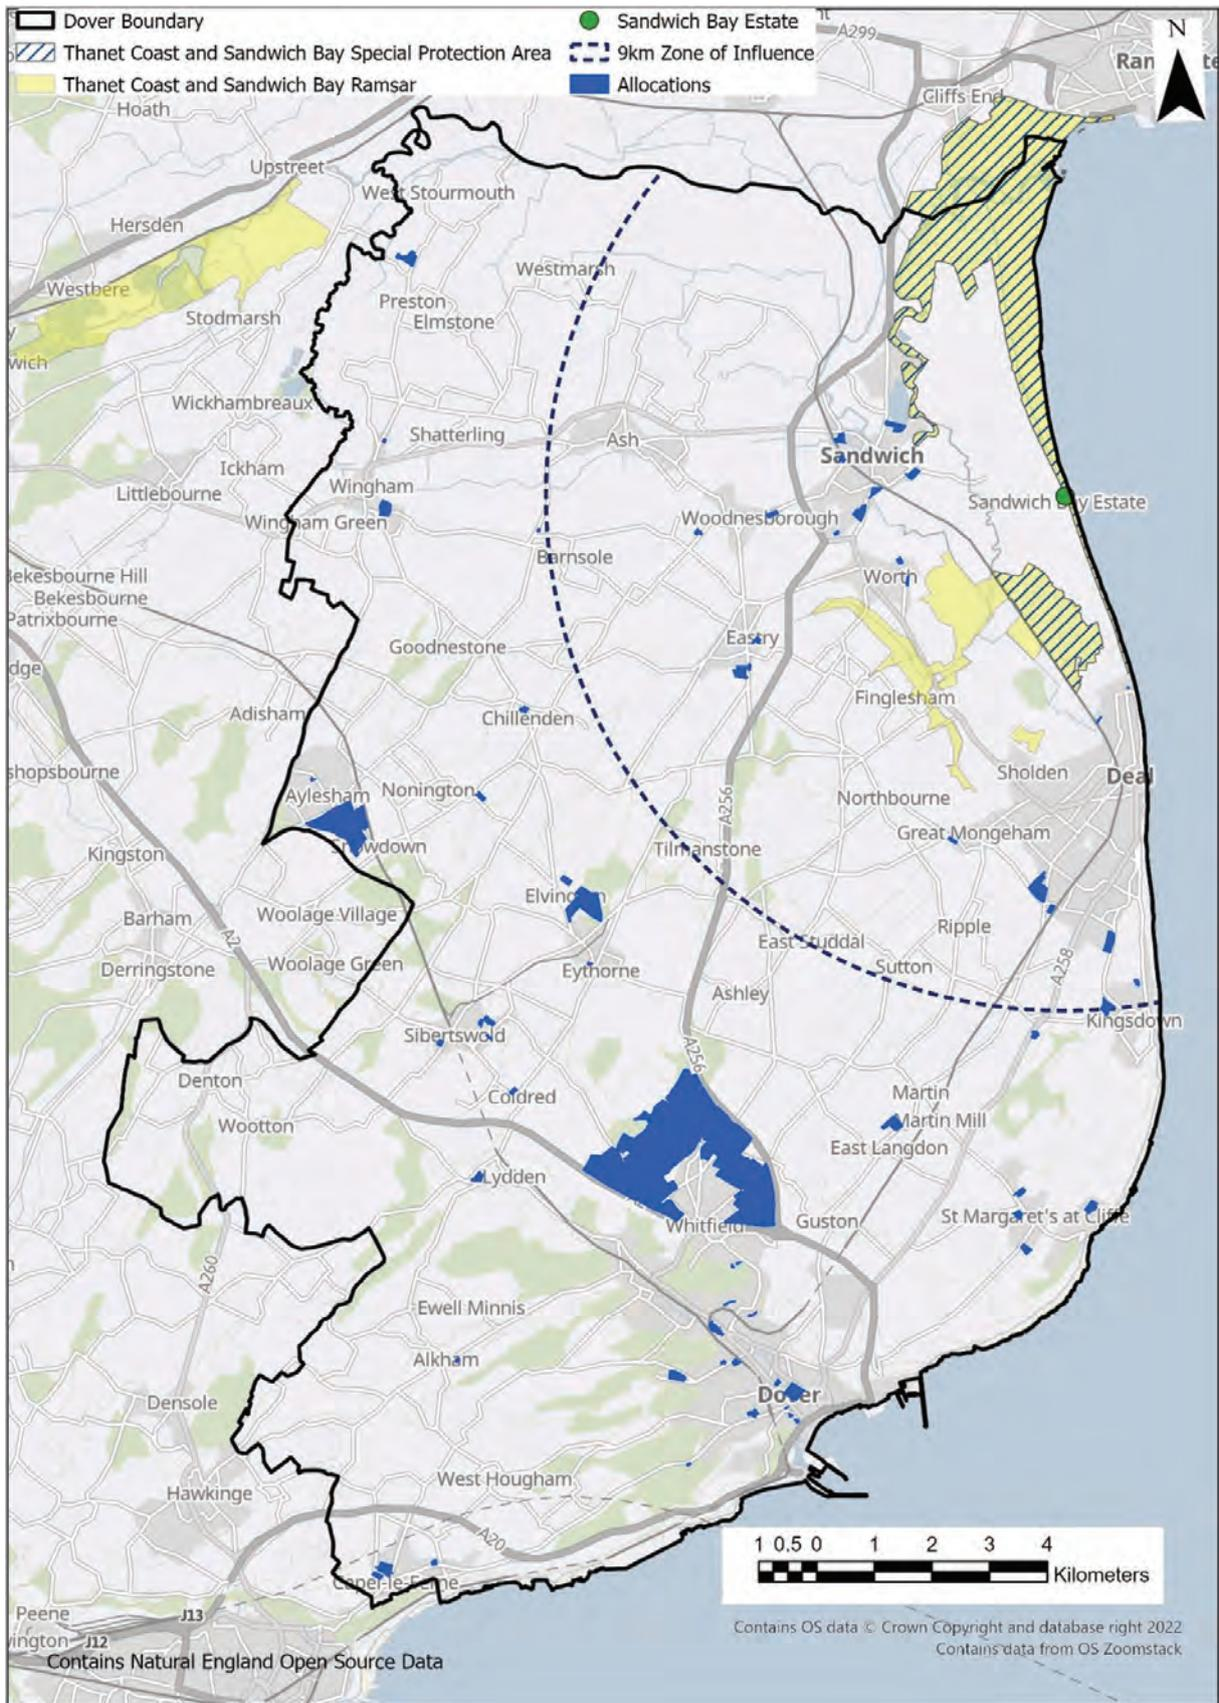 Dover Boundary
Thanet Coast and Sandwich Bay Special Protection Area
Thanet Coast and Sandwich Bay Ramsar
Sandwich Bay Estate
9km Zone of Influence
Allocations
N
A299
Cliffs End
Hoath
Upstreet
West Stourmouth
Hersden
Westmarsh
Westbere
Preston
Elmstone
Stodmarsh
Wickhambreaux
Shatterling
Ash
Sandwich
Ickham
Littlebourne
Wingham
Sandwich Bay Estate
Wingham Green
Woodnesborough
Barnsole
Bekesbourne Hill
Bekesbourne
Worth
Patrixbourne
Goodnestone
Eastry
Finglesham
Adisham
Chillenden
Sholden
Deal
Aylesham
Nonington
A256
Northbourne
Great Mongeham
Kingston
Snowdown
Tilmanstone
Elvington
Barham
Woolage Village
Ripple
A2
East Studdal
Woolage Green
Derringstone
Eythorne
Sutton
A258
Ashley
Kingsdown
Sibertswold
A256
Denton
Coldred
Martin
Wootton
Martin Mill
East Langdon
Lydden
Whitfield
Guston
St Margaret's at Cliffe
A260
Ewell Minnis
Alkham
Dover
Densole
West Hougham
Hawkinge
A20
Capel-le-Ferne
1 0.5 0 1 2 3 4
Kilometers
Peene
J13
J12
Contains OS data © Crown Copyright and database right 2022
Contains data from OS Zoomstack
Contains Natural England Open Source Data